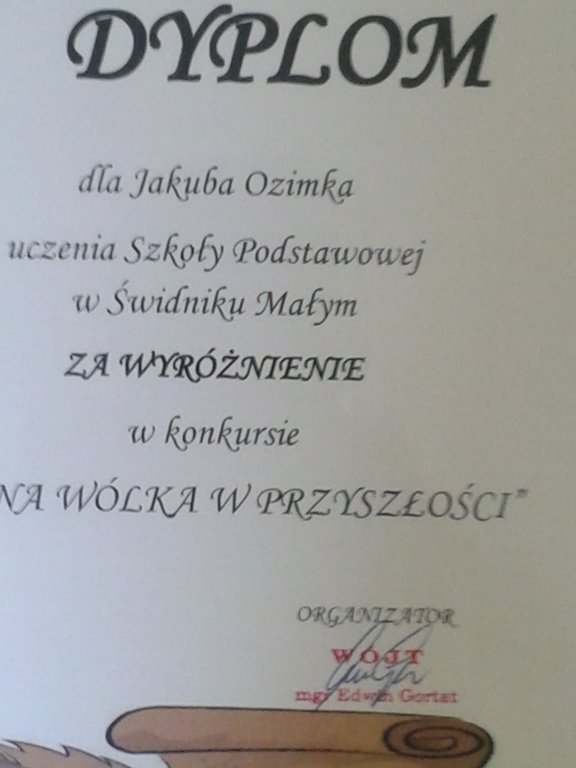 DYPLOM
dla Jakuba Ozimka
uczenia Szkoły Podstawowej
w Świdniku Małym
ZA WYRÓŻNIENIE
w konkursie
NA WÓLKA W PRZYSZŁOŚCI”
ORGANIZATOR
WÓJT
mgr Edwin Gortat